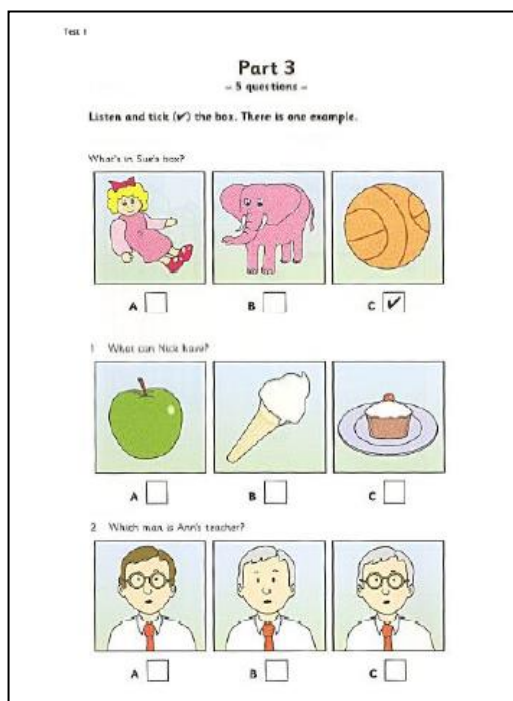 Test 1
Part 3
– 5 questions –
Listen and tick (✔) the box. There is one example.
What's in Sue's box?
A B C ✔
1 What can Nick have?
A B C
2 Which man is Ann's teacher?
A B C